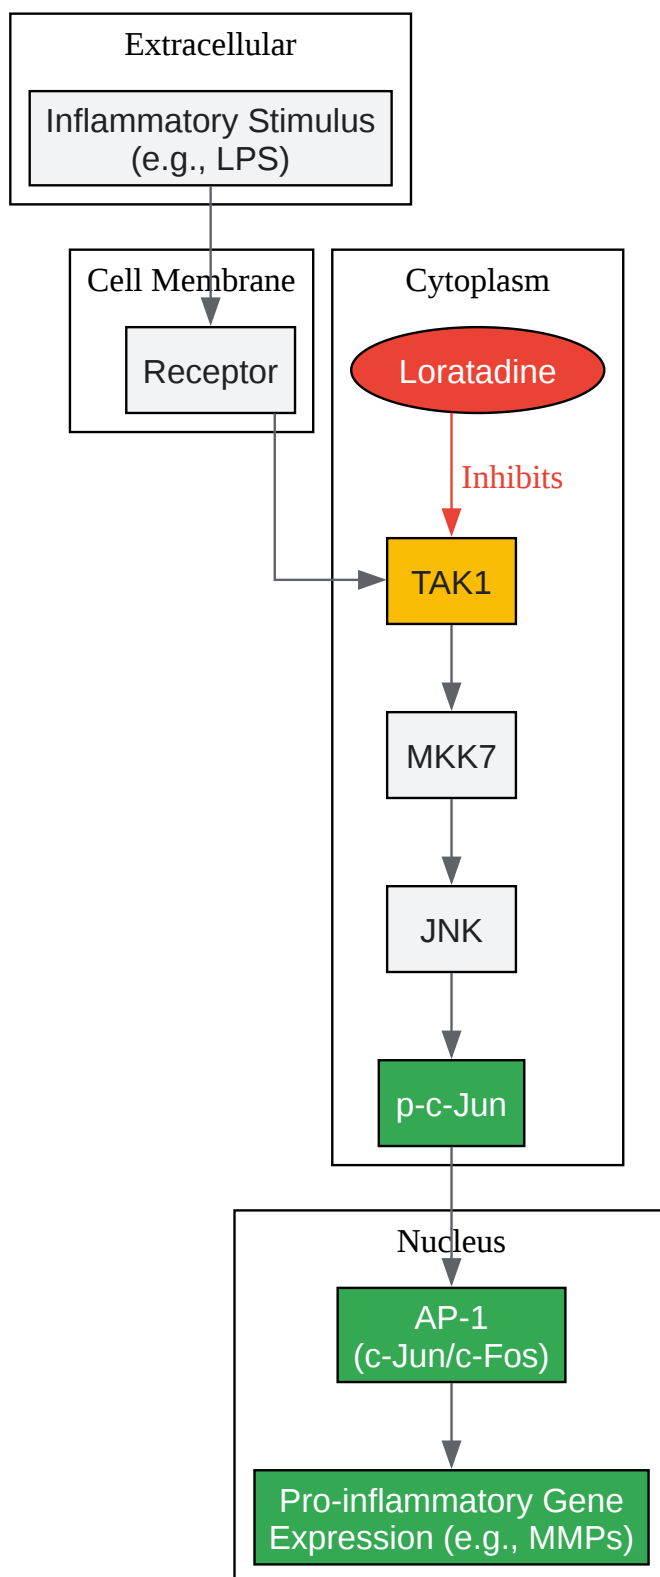 Extracellular
Inflammatory Stimulus
(e.g., LPS)
Cell Membrane
Receptor
Cytoplasm
Loratadine
Inhibits
TAK1
MKK7
JNK
p-c-Jun
Nucleus
AP-1
(c-Jun/c-Fos)
Pro-inflammatory Gene
Expression (e.g., MMPs)